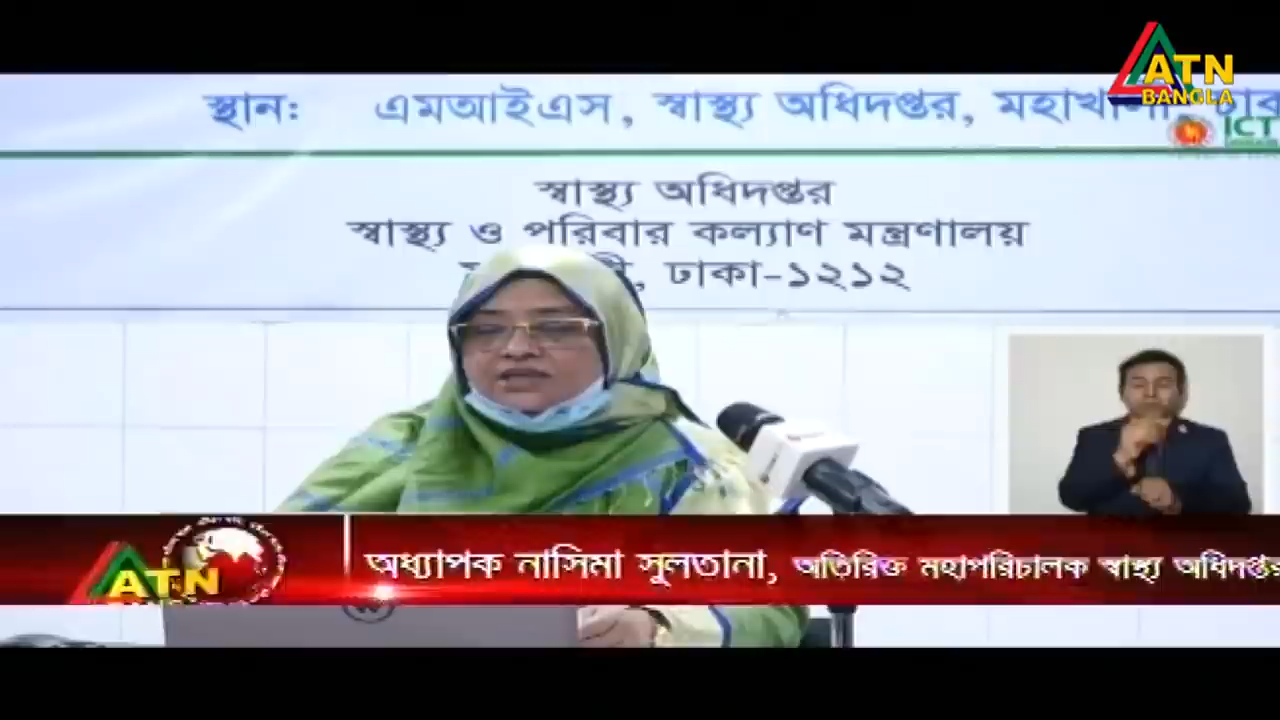 ATN
BANGLA
স্থান: এমআইএস, স্বাস্থ্য অধিদপ্তর,
ICT
স্বাস্থ্য অধিদপ্তর
স্বাস্থ্য ও পরিবার কল্যাণ মন্ত্রণালয়
ঢাকা-১২১২
ATN
অধ্যাপক নাসিমা সুলতানা, অতিরিক্ত মহাপরিচালক স্বাস্থ্য অধিদপ্তর